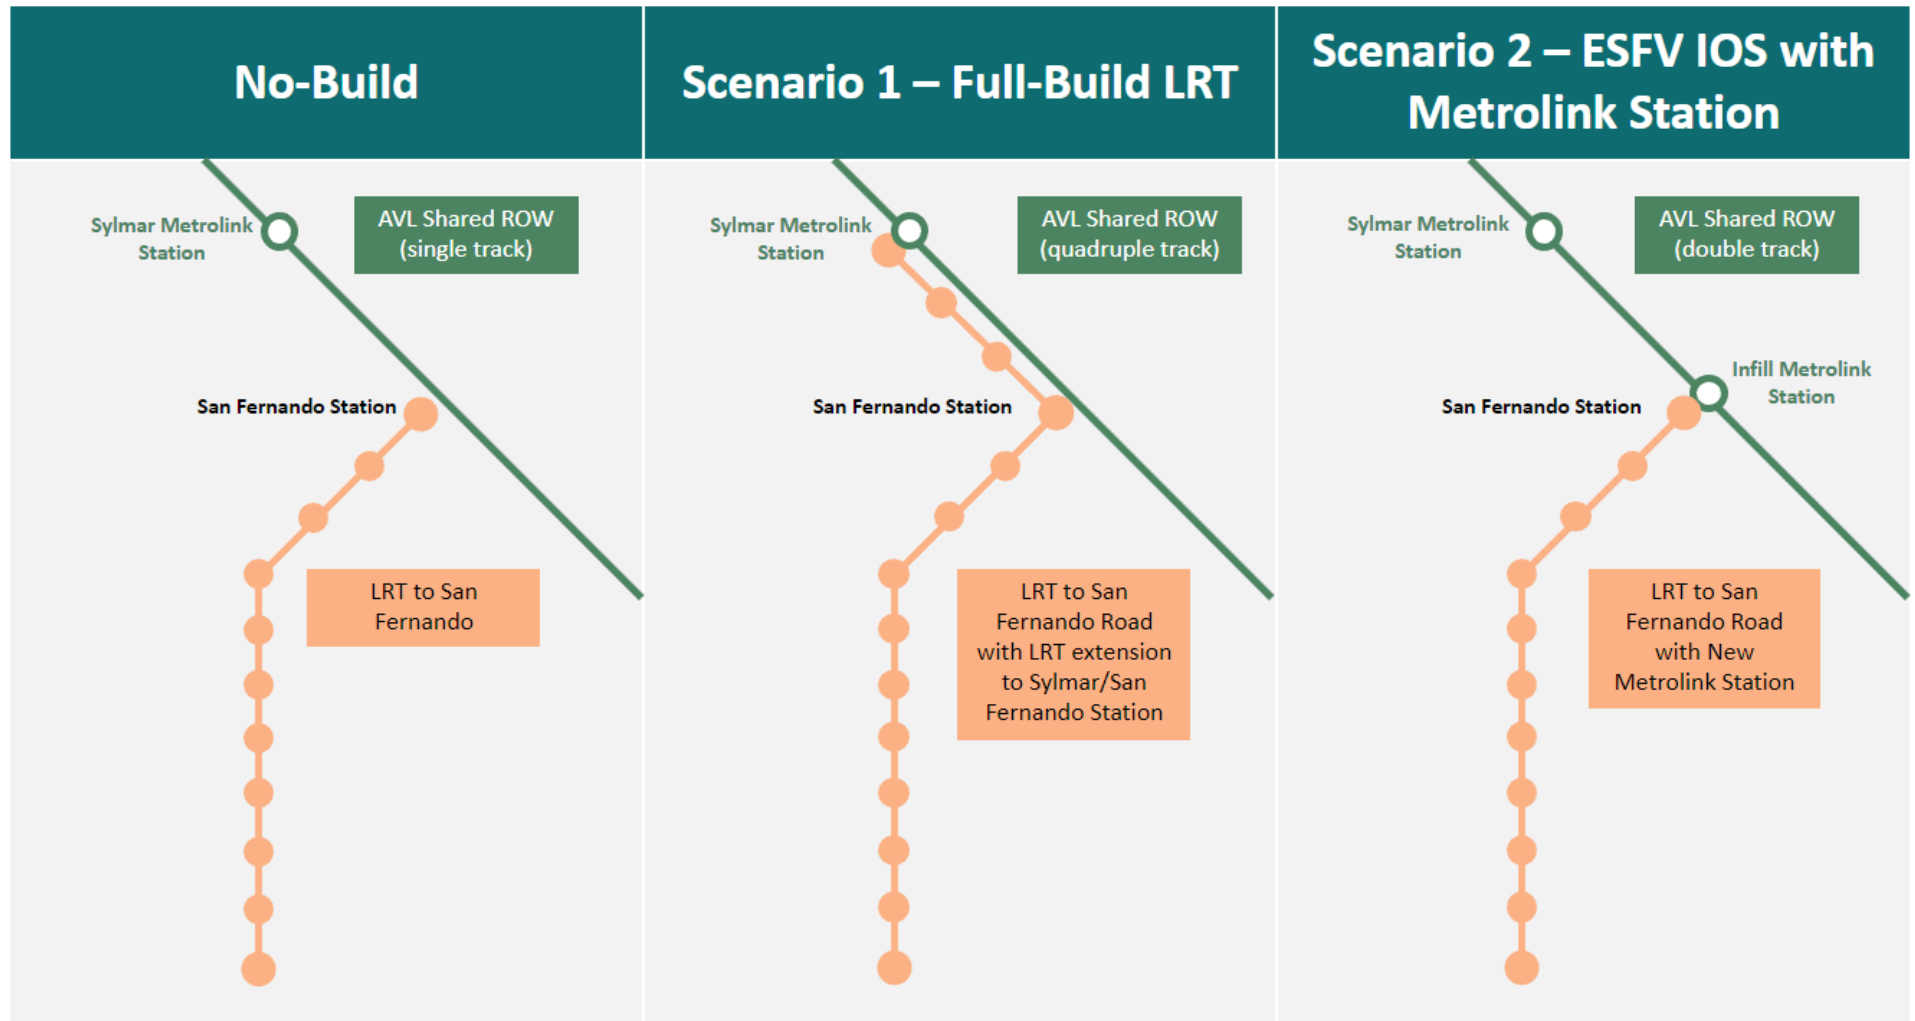 No-Build
Sylmar Metrolink
Station
AVL Shared ROW
(single track)
San Fernando Station
LRT to San
Fernando
Scenario 1 – Full-Build LRT
Sylmar Metrolink
Station
AVL Shared ROW
(quadruple track)
San Fernando Station
LRT to San
Fernando Road
with LRT extension
to Sylmar/San
Fernando Station
Scenario 2 – ESFV IOS with
Metrolink Station
Sylmar Metrolink
Station
AVL Shared ROW
(double track)
Infill Metrolink
Station
San Fernando Station
LRT to San
Fernando Road
with New
Metrolink Station